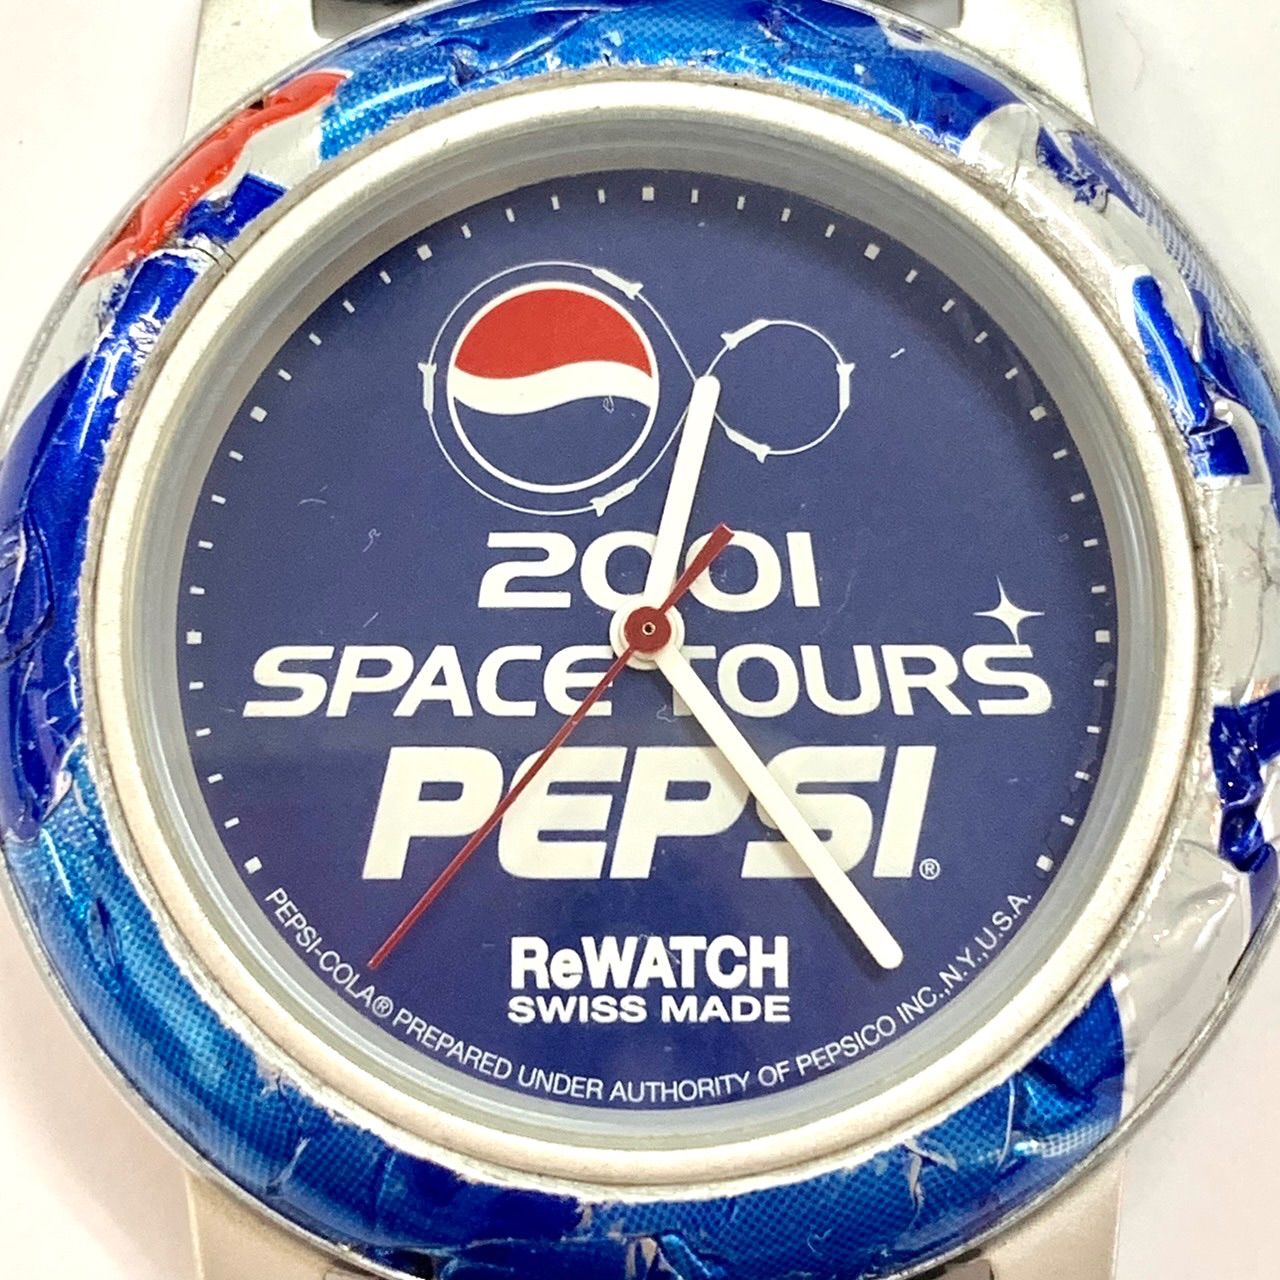 2001
SPACE TOURS
PEPSI®
ReWATCH
SWISS MADE
PEPSI-COLA® PREPARED UNDER AUTHORITY OF PEPSICO INC.,N.Y.,U.S.A.